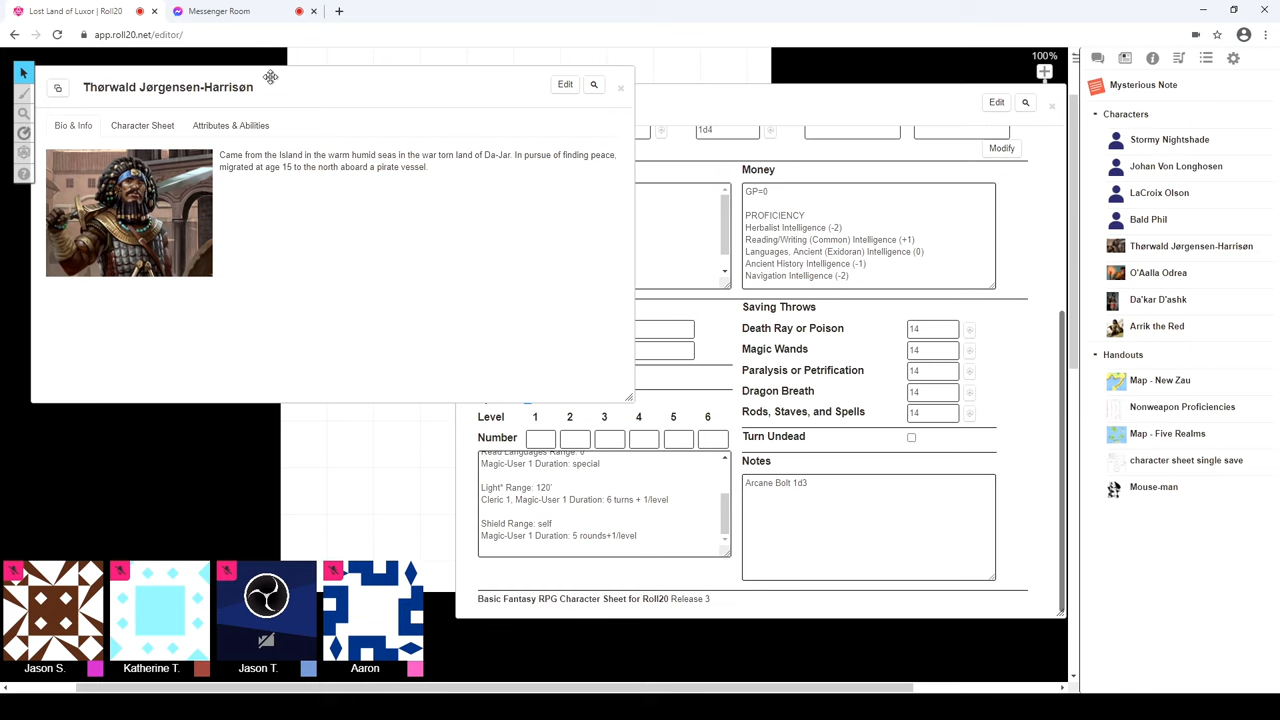 Lost Land of Luxor | Roll20
Messenger Room
app.roll20.net/editor/
100%
Thørwald Jørgensen-Harrisøn
Edit
Bio & Info
Character Sheet
Attributes & Abilities
Came from the Island in the warm humid seas in the war torn land of Da-Jar. In pursue of finding peace,
migrated at age 15 to the north aboard a pirate vessel.
Edit
1d4
Modify
Money
GP=0
PROFICIENCY
Herbalist Intelligence (-2)
Reading/Writing (Common) Intelligence (+1)
Languages, Ancient (Exidoran) Intelligence (0)
Ancient History Intelligence (-1)
Navigation Intelligence (-2)
Saving Throws
Death Ray or Poison 14
Magic Wands 14
Paralysis or Petrification 14
Dragon Breath 14
Rods, Staves, and Spells 14
Turn Undead
Level 1 2 3 4 5 6
Number
Read Languages Range: 0
Magic-User 1 Duration: special
Light* Range: 120'
Cleric 1, Magic-User 1 Duration: 6 turns + 1/level
Shield Range: self
Magic-User 1 Duration: 5 rounds+1/level
Notes
Arcane Bolt 1d3
Basic Fantasy RPG Character Sheet for Roll20 Release 3
Mysterious Note
Characters
Stormy Nightshade
Johan Von Longhosen
LaCroix Olson
Bald Phil
Thørwald Jørgensen-Harrisøn
O'Aalla Odrea
Da'kar D'ashk
Arrik the Red
Handouts
Map - New Zau
Nonweapon Proficiencies
Map - Five Realms
character sheet single save
Mouse-man
Jason S.
Katherine T.
Jason T.
Aaron